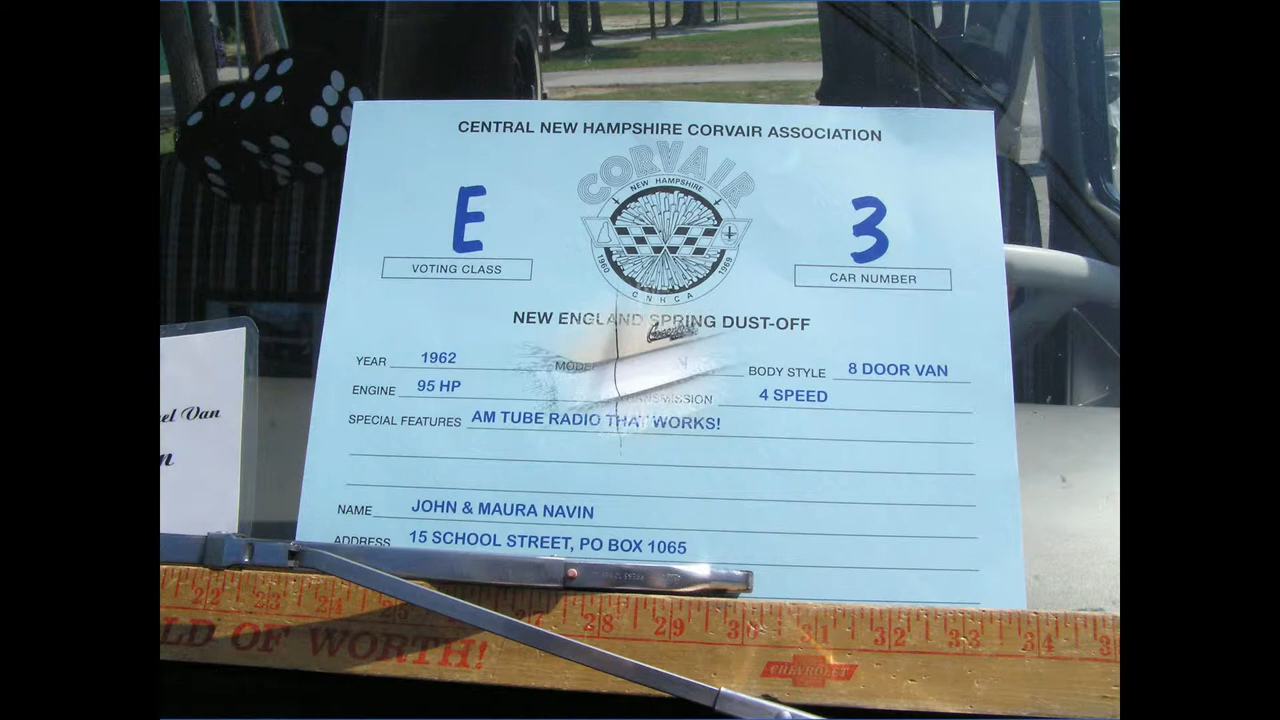 CENTRAL NEW HAMPSHIRE CORVAIR ASSOCIATION
CORVAIR
NEW HAMPSHIRE
E
3
1960
1969
CNHCA
VOTING CLASS
CAR NUMBER
NEW ENGLAND SPRING DUST-OFF
YEAR 1962
BODY STYLE 8 DOOR VAN
ENGINE 95 HP
4 SPEED
SPECIAL FEATURES AM TUBE RADIO THAT WORKS!
NAME JOHN & MAURA NAVIN
ADDRESS 15 SCHOOL STREET, PO BOX 1065
Van
22 23 24 25 27 28 29 30 31 32 33 34
OF WORTH!
CHEVROLET